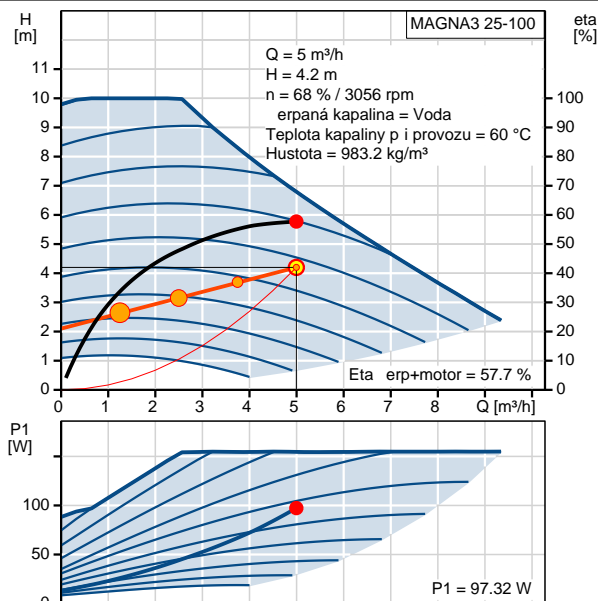 H
[m]
MAGNA3 25-100
eta
[%]
Q = 5 m³/h
H = 4.2 m
n = 68 % / 3056 rpm
erpaná kapalina = Voda
Teplota kapaliny p i provozu = 60 °C
Hustota = 983.2 kg/m³
11
10
100
9
90
8
80
7
70
6
60
5
50
4
40
3
30
2
20
1
10
Eta erp+motor = 57.7 %
0
0
0
1
2
3
4
5
6
7
8
Q [m³/h]
P1
[W]
100
50
P1 = 97.32 W
0